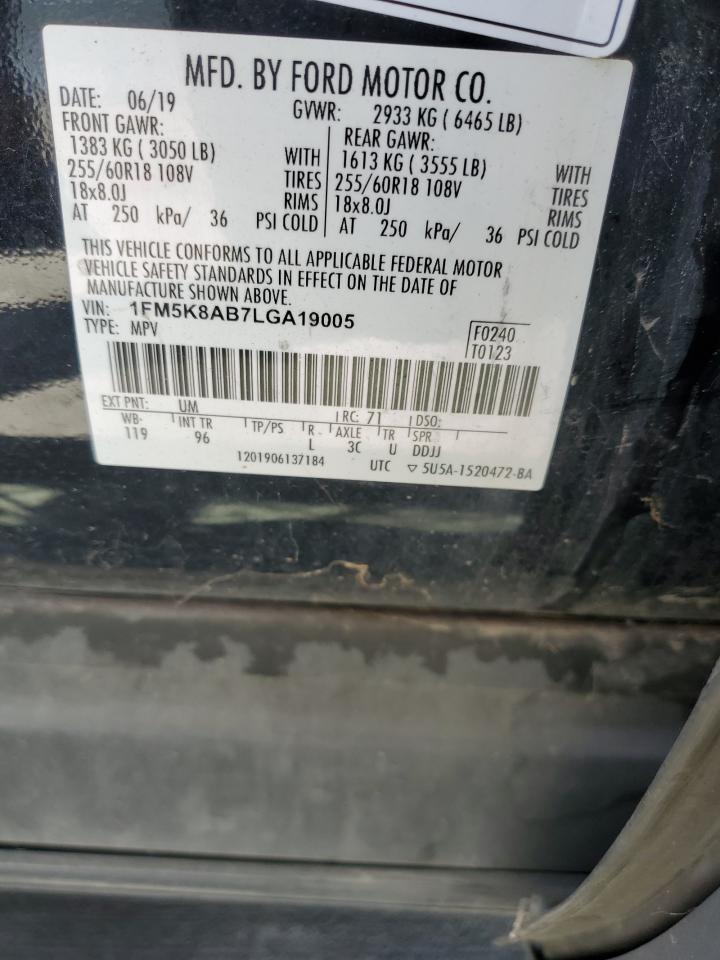 MFD. BY FORD MOTOR CO.
DATE: 06/19 GVWR: 2933 KG ( 6465 LB)
FRONT GAWR: REAR GAWR:
1383 KG ( 3050 LB) WITH 1613 KG ( 3555 LB) WITH
255/60R18 108V TIRES 255/60R18 108V TIRES
18x8.0J RIMS 18x8.0J RIMS
AT 250 kPa/ 36 PSI COLD AT 250 kPa/ 36 PSI COLD
THIS VEHICLE CONFORMS TO ALL APPLICABLE FEDERAL MOTOR
VEHICLE SAFETY STANDARDS IN EFFECT ON THE DATE OF
MANUFACTURE SHOWN ABOVE.
VIN: 1FM5K8AB7LGA19005
TYPE: MPV
F0240
T0123
EXT PNT: UM RC: 71 DSO:
WB INT TR TP/PS R AXLE TR SPR
119 96 L 3C U DDJJ
1201906137184 UTC ▽ 5U5A-1520472-BA